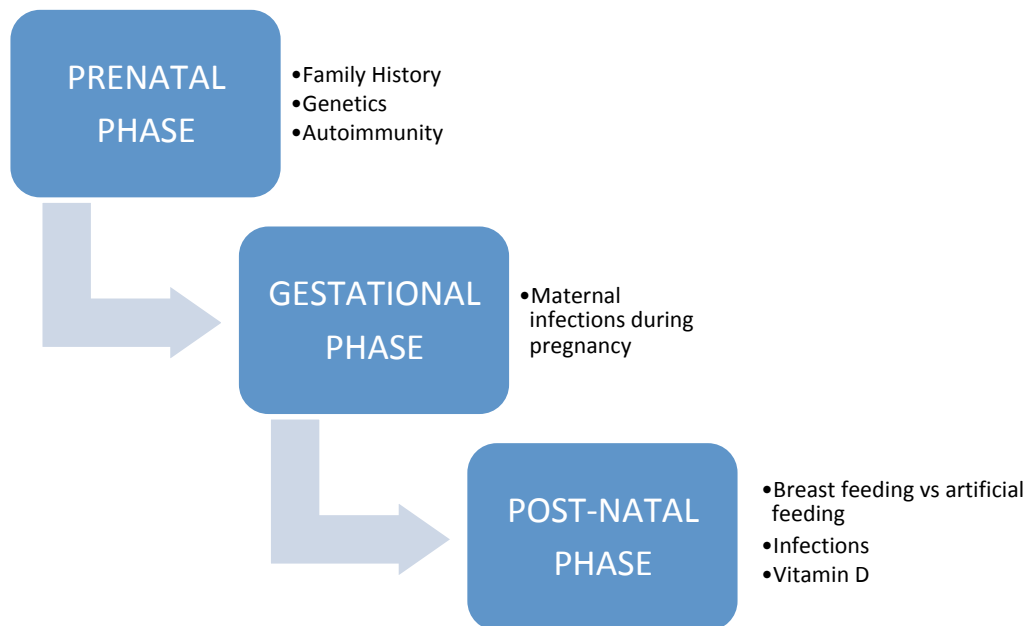 PRENATAL
PHASE
•Family History
•Genetics
•Autoimmunity
GESTATIONAL
PHASE
•Maternal
infections during
pregnancy
POST-NATAL
PHASE
•Breast feeding vs artificial
feeding
•Infections
•Vitamin D